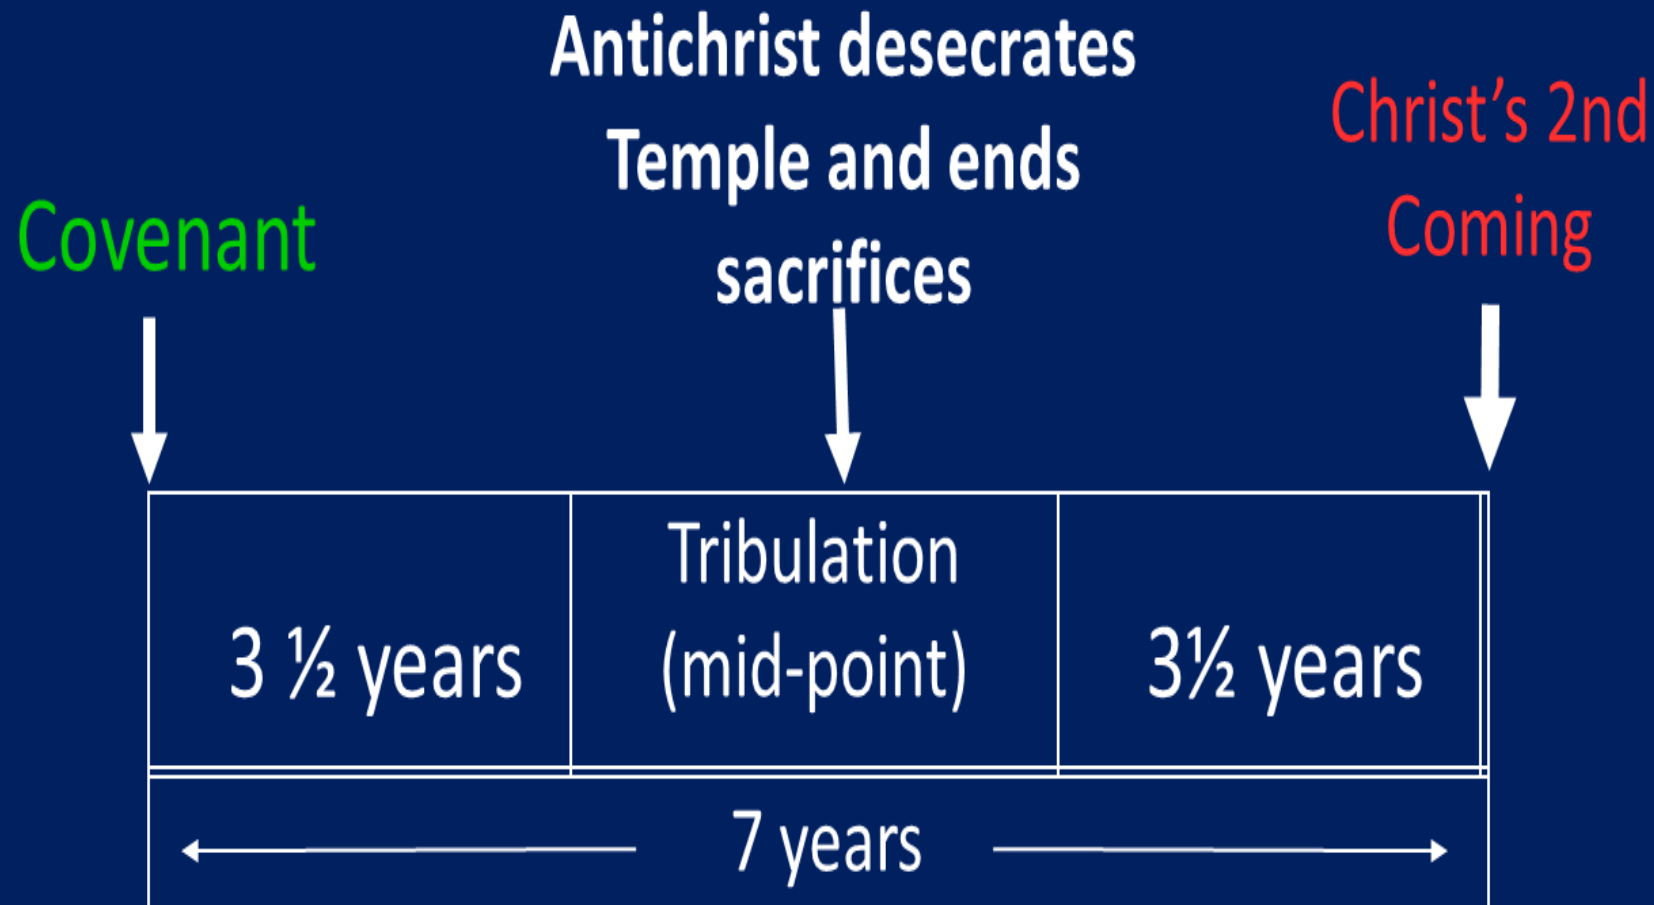 Antichrist desecrates
Temple and ends
sacrifices
Christ’s 2nd
Coming
Covenant
Tribulation
(mid-point)
3 ½ years
3½ years
7 years